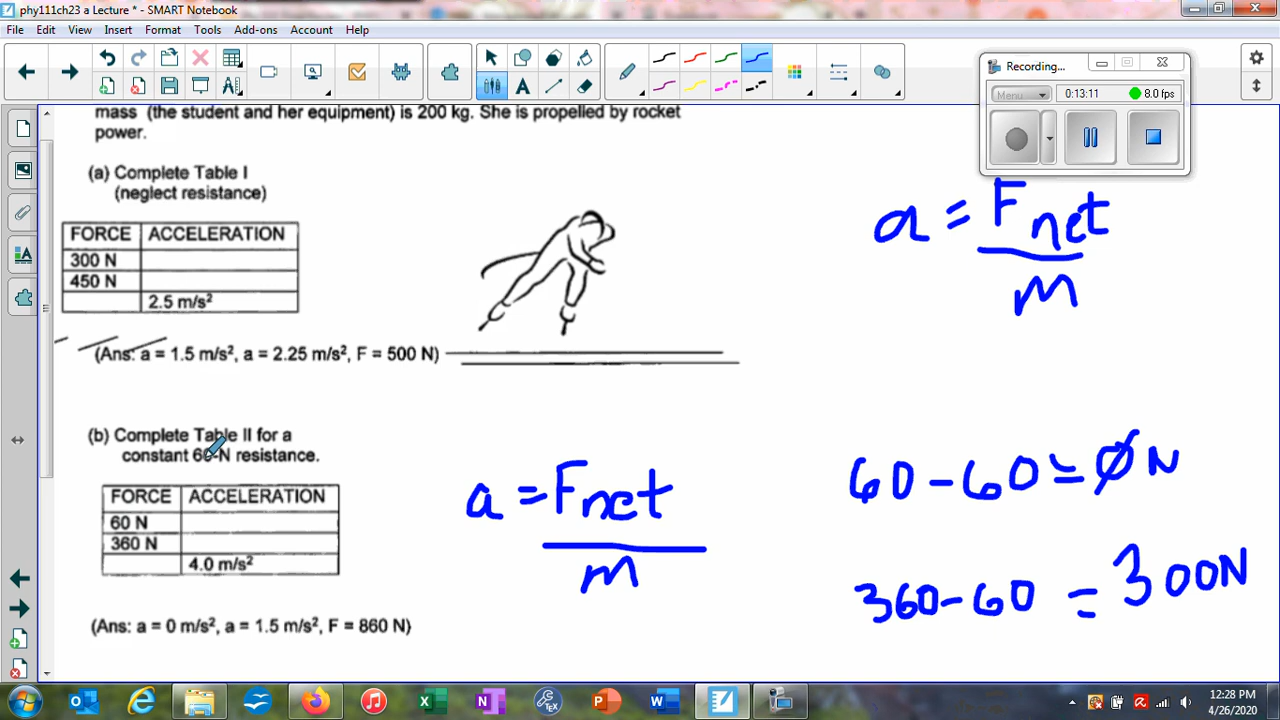 phy111ch23 a Lecture * - SMART Notebook
File Edit View Insert Format Tools Add-ons Account Help
Recording...
Menu
0:13:11
8.0 fps
mass (the student and her equipment) is 200 kg. She is propelled by rocket
power.
(a) Complete Table I
(neglect resistance)
FORCE ACCELERATION
300 N
450 N
2.5 m/s²
(Ans: a = 1.5 m/s², a = 2.25 m/s², F = 500 N)
a = Fnet
m
(b) Complete Table II for a
constant 60-N resistance.
FORCE ACCELERATION
60 N
360 N
4.0 m/s²
(Ans: a = 0 m/s², a = 1.5 m/s², F = 860 N)
a = Fnet
m
60 - 60 = 0 N
360 - 60 = 300N
12:28 PM
4/26/2020